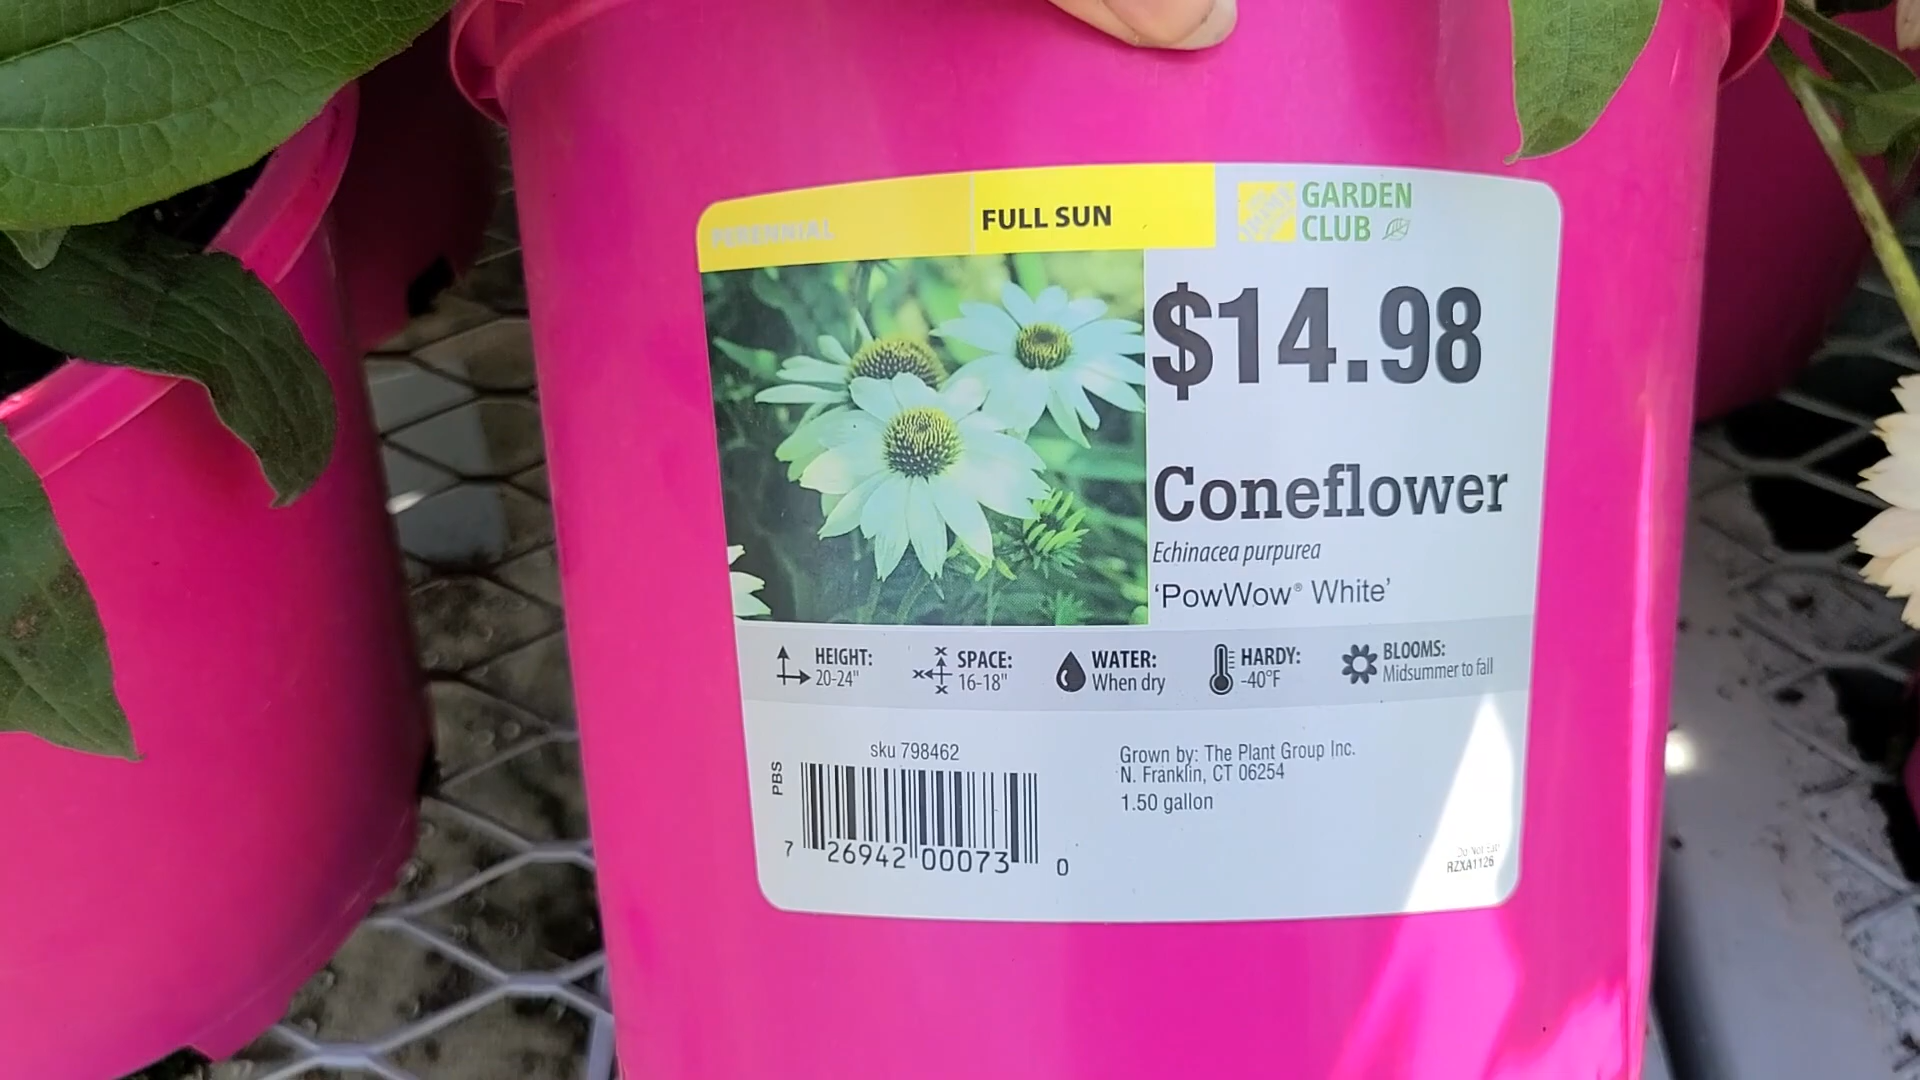 PERENNIAL
FULL SUN
GARDEN
CLUB
$14.98
Coneflower
Echinacea purpurea
‘PowWow® White’
HEIGHT:
20-24"
SPACE:
16-18"
WATER:
When dry
HARDY:
-40°F
BLOOMS:
Midsummer to fall
sku 798462
PBS
7 26942 00073 0
Grown by: The Plant Group Inc.
N. Franklin, CT 06254
1.50 gallon
RZXA1126